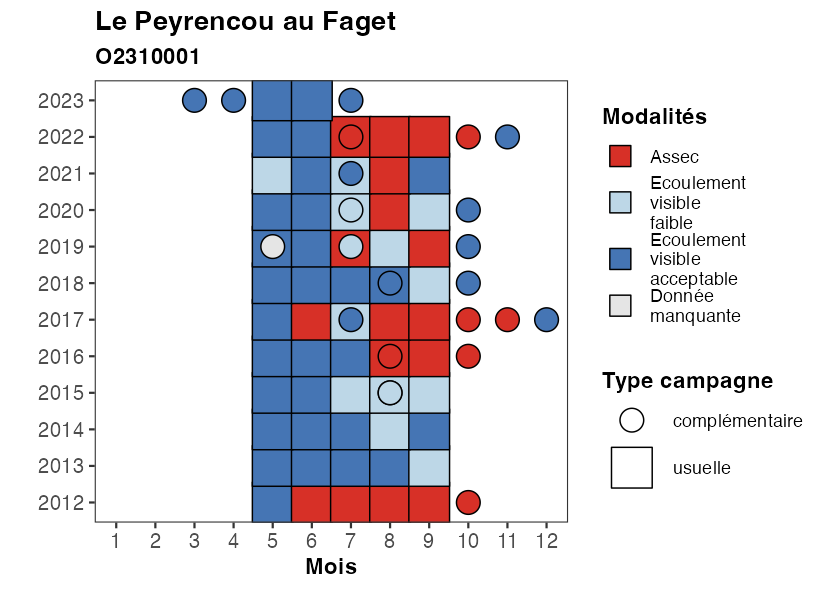 Le Peyrencou au Faget
O2310001
2023
2022
2021
2020
2019
2018
2017
2016
2015
2014
2013
2012
1 2 3 4 5 6 7 8 9 10 11 12
Mois
Modalités
Assec
Ecoulement
visible
faible
Ecoulement
visible
acceptable
Donnée
manquante
Type campagne
complémentaire
usuelle